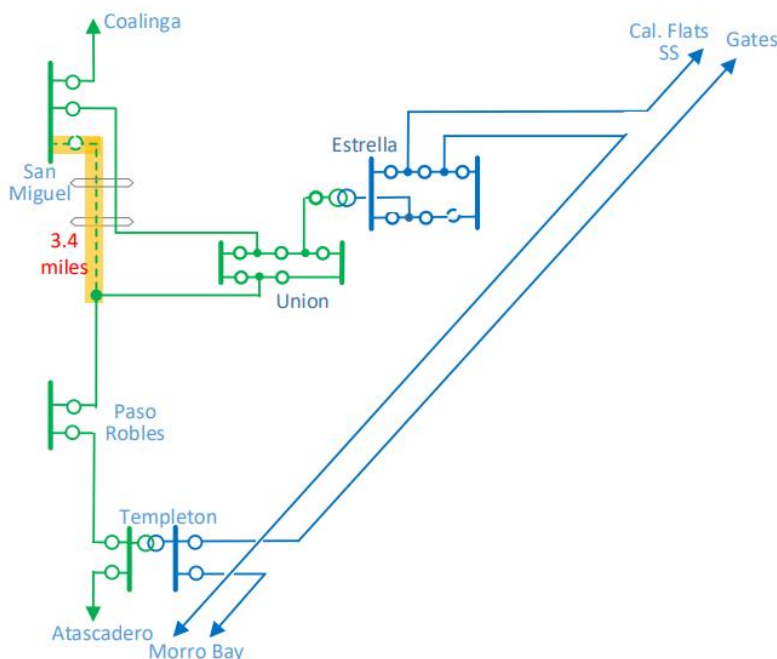 Coalinga
Cal. Flats
SS
Gates
Estrella
San
Miguel
3.4
miles
Union
Paso
Robles
Templeton
Atascadero
Morro Bay